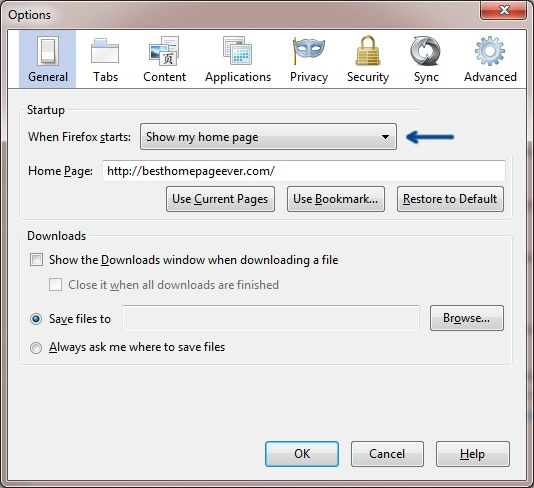 Options
General Tabs Content Applications Privacy Security Sync Advanced
Startup
When Firefox starts: Show my home page
Home Page: http://besthomepageever.com/
Use Current Pages Use Bookmark... Restore to Default
Downloads
Show the Downloads window when downloading a file
Close it when all downloads are finished
Save files to Browse...
Always ask me where to save files
OK Cancel Help